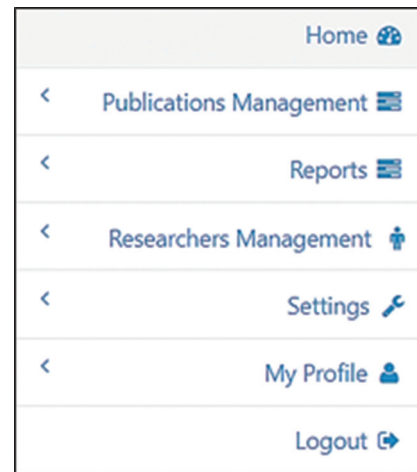 Home
Publications Management
Reports
Researchers Management
Settings
My Profile
Logout